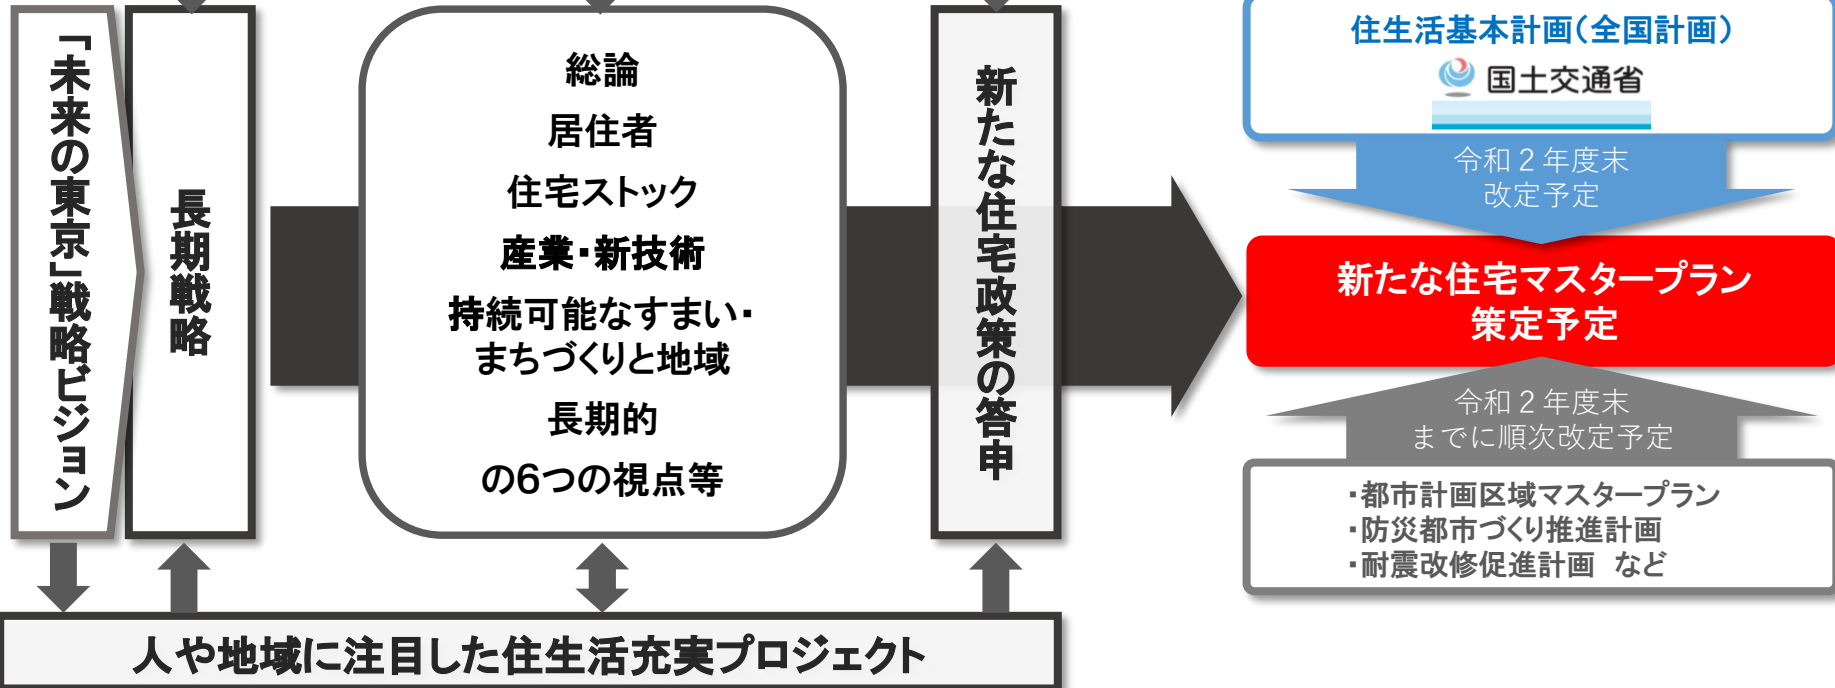 「未来の東京」戦略ビジョン
長期戦略
総論
居住者
住宅ストック
産業・新技術
持続可能なすまい・
まちづくりと地域
長期的
の6つの視点等
新たな住宅政策の答申
住生活基本計画(全国計画)
国土交通省
令和2年度末
改定予定
新たな住宅マスタープラン
策定予定
令和2年度末
までに順次改定予定
・都市計画区域マスタープラン
・防災都市づくり推進計画
・耐震改修促進計画 など
人や地域に注目した住生活充実プロジェクト